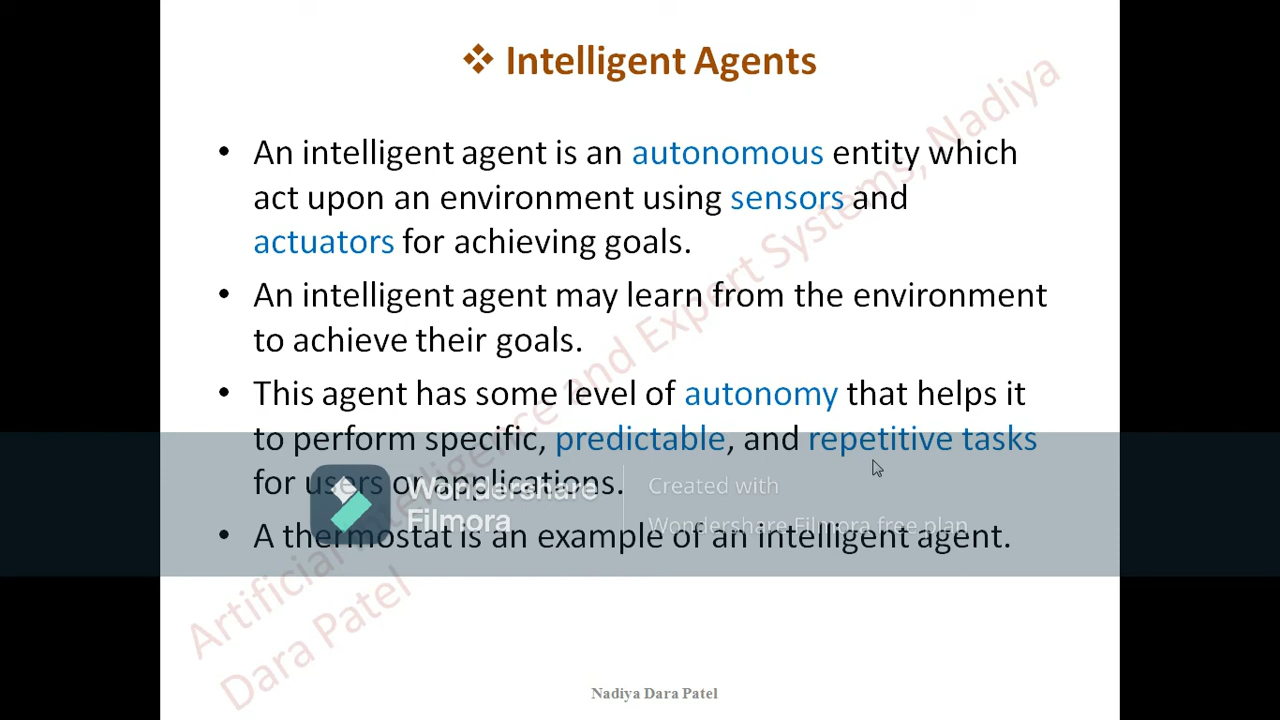 ❖ Intelligent Agents
• An intelligent agent is an autonomous entity which
act upon an environment using sensors and
actuators for achieving goals.
• An intelligent agent may learn from the environment
to achieve their goals.
• This agent has some level of autonomy that helps it
to perform specific, predictable, and repetitive tasks
for users or applications.
• A thermostat is an example of an intelligent agent.
Wondershare
Filmora
Created with
Wondershare Filmora free plan
Artificial Intelligence and Expert Systems, Nadiya
Dara Patel
Nadiya Dara Patel